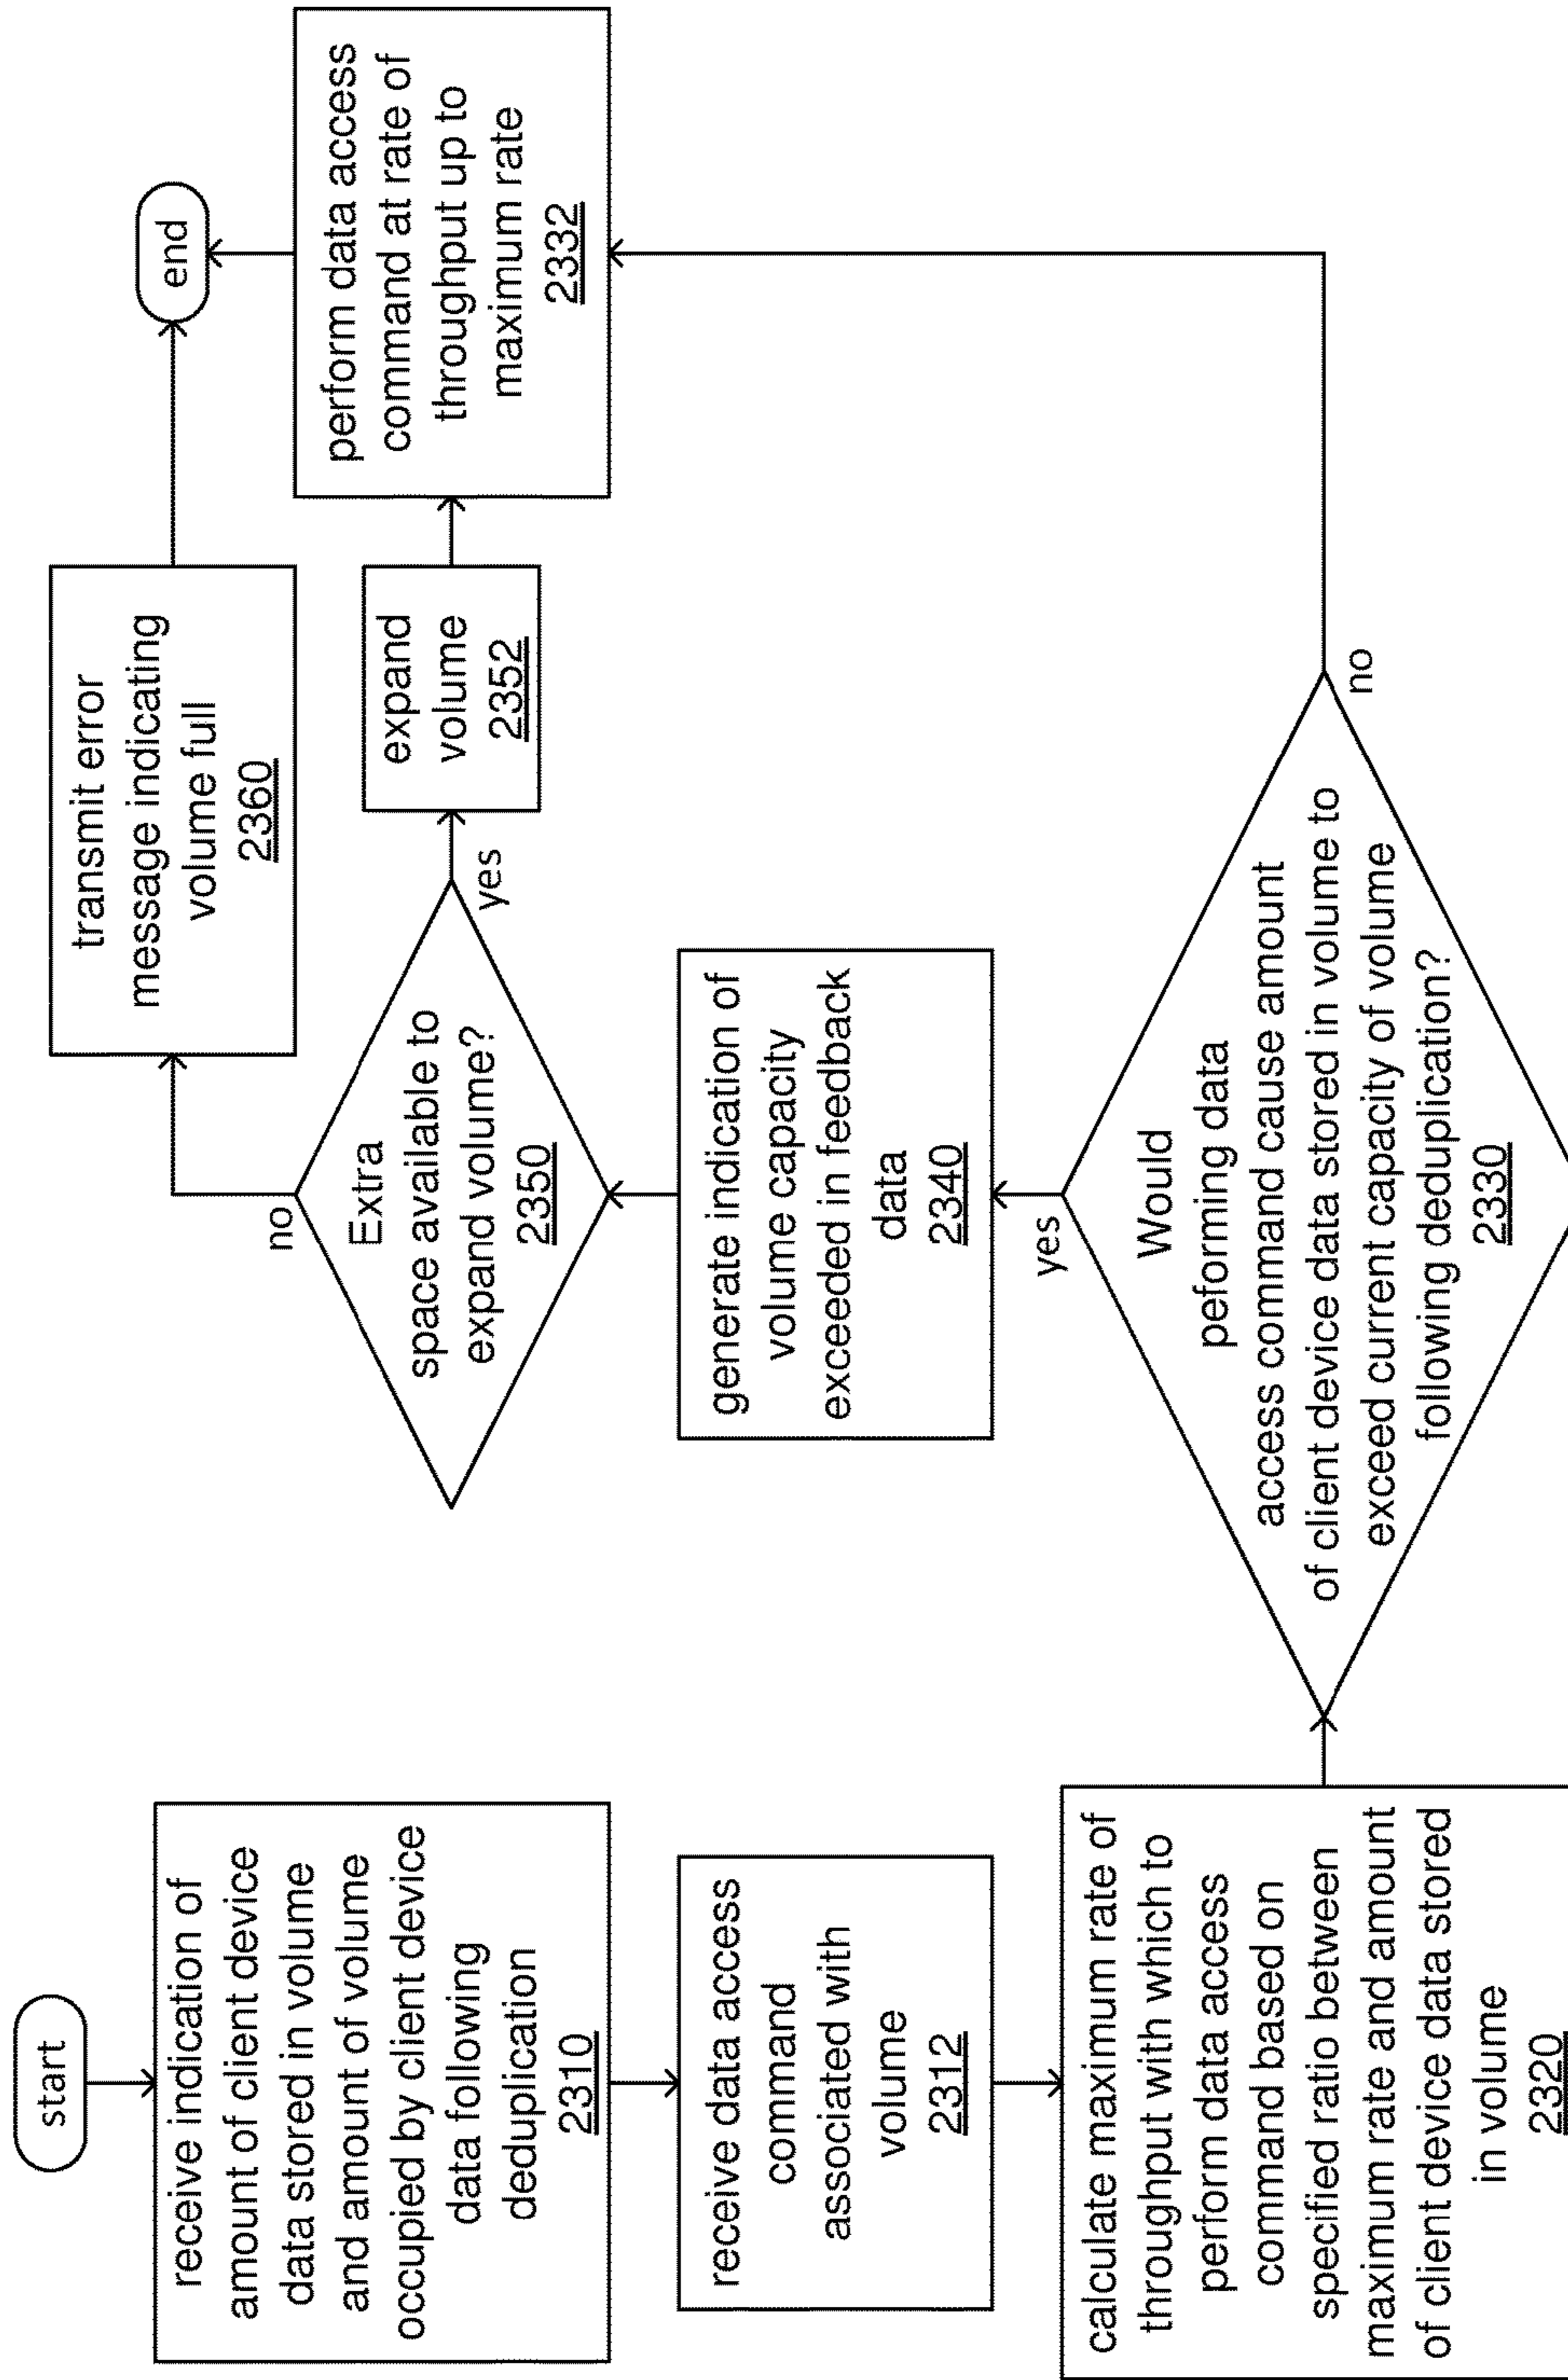 start
receive indication of
amount of client device
data stored in volume
and amount of volume
occupied by client device
data following
deduplication
2310
receive data access
command
associated with
volume
2312
calculate maximum rate of
throughput with which to
perform data access
command based on
specified ratio between
maximum rate and amount
of client device data stored
in volume
2320
Would
peforming data
access command cause amount
of client device data stored in volume to
exceed current capacity of volume
following deduplication?
2330
yes
no
generate indication of
volume capacity
exceeded in feedback
data
2340
Extra
space available to
expand volume?
2350
no
yes
transmit error
message indicating
volume full
2360
expand
volume
2352
perform data access
command at rate of
throughput up to
maximum rate
2332
end